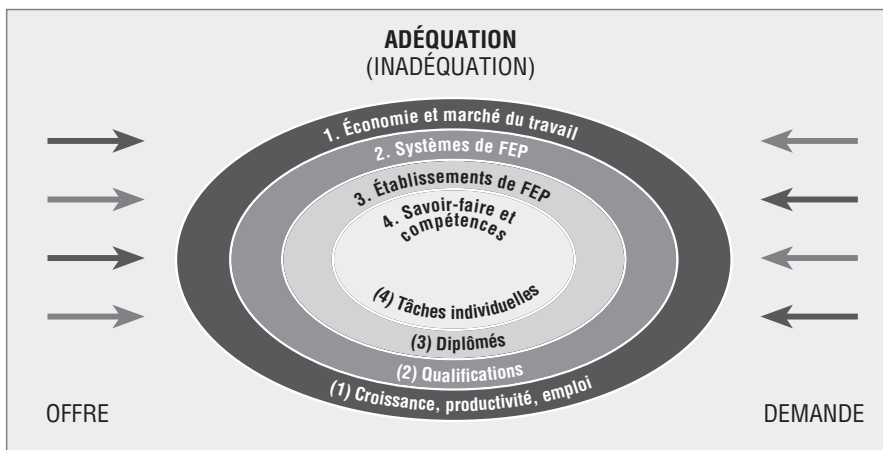 ADÉQUATION
(INADÉQUATION)
1. Économie et marché du travail
2. Systèmes de FEP
3. Établissements de FEP
4. Savoir-faire et
compétences
(4) Tâches individuelles
(3) Diplômés
(2) Qualifications
(1) Croissance, productivité, emploi
OFFRE
DEMANDE